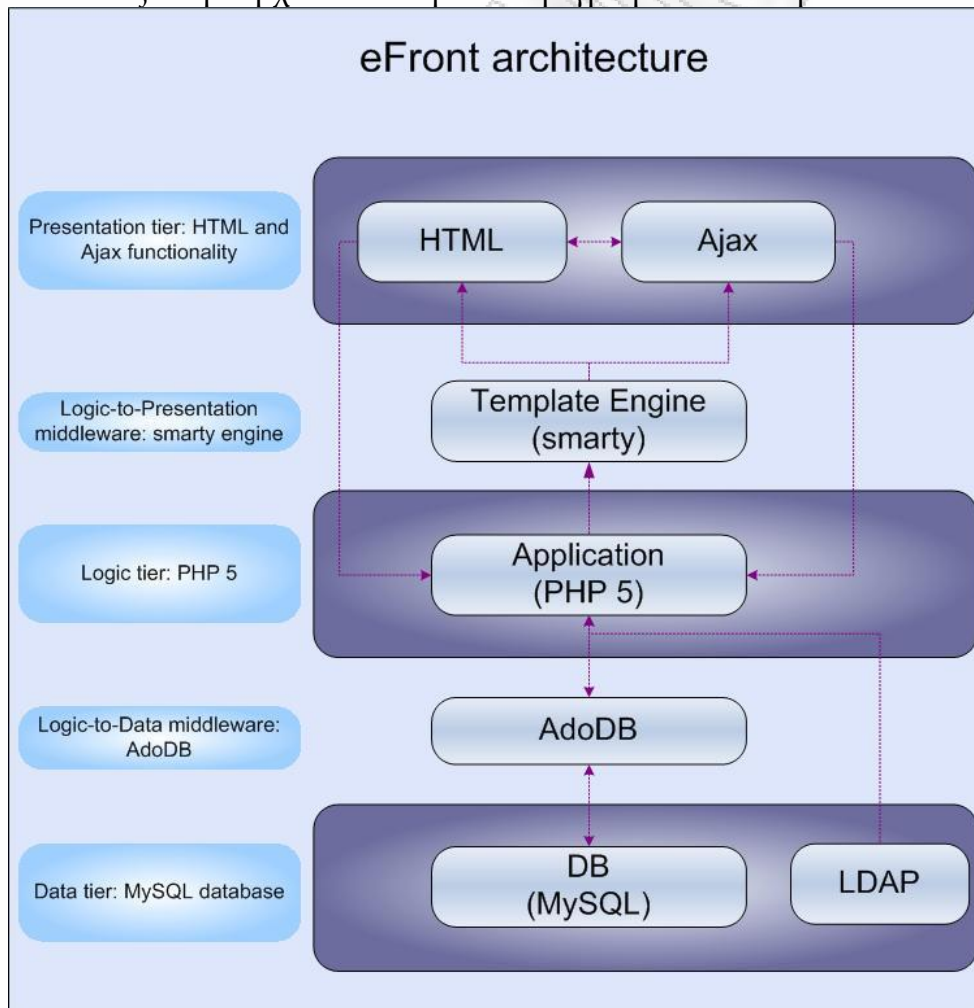 eFront architecture
Presentation tier: HTML and
Ajax functionality
HTML
Ajax
Logic-to-Presentation
middleware: smarty engine
Template Engine
(smarty)
Logic tier: PHP 5
Application
(PHP 5)
Logic-to-Data middleware:
AdoDB
AdoDB
Data tier: MySQL database
DB
(MySQL)
LDAP